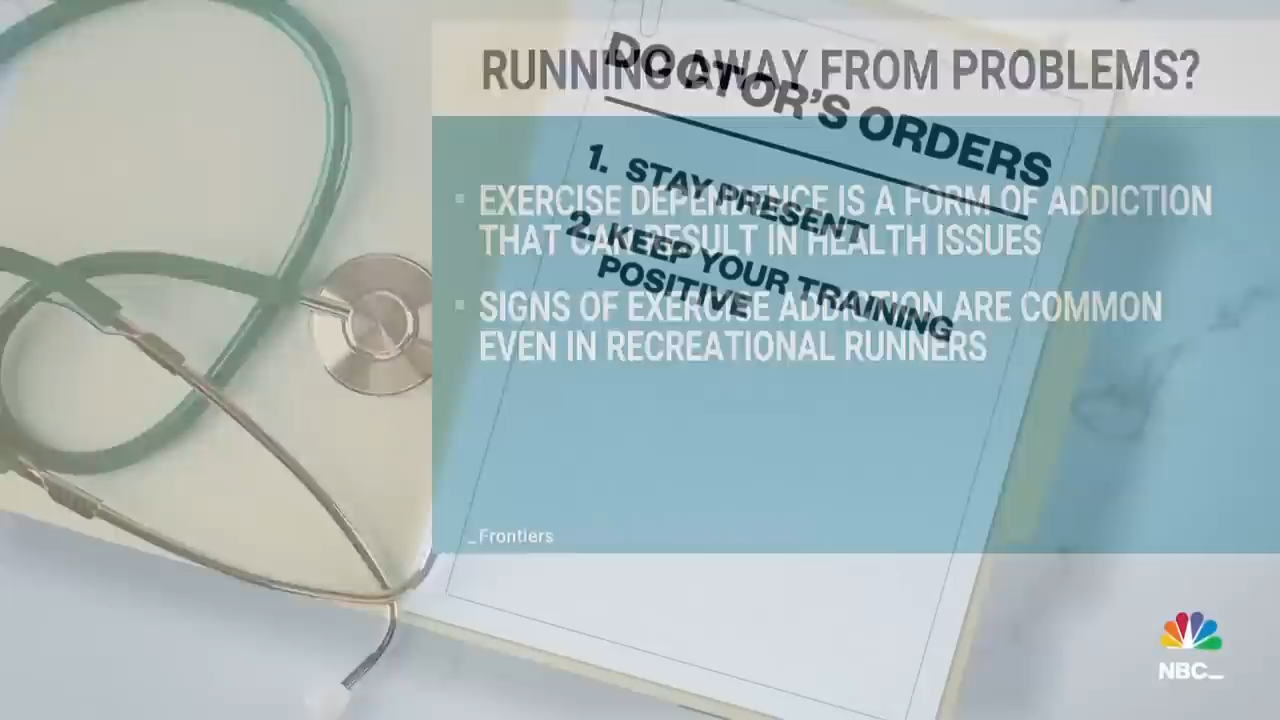 RUNNING AWAY FROM PROBLEMS?
EXERCISE DEPENDENCE IS A FORM OF ADDICTION
THAT CAN RESULT IN HEALTH ISSUES
SIGNS OF EXERCISE ADDICTION ARE COMMON
EVEN IN RECREATIONAL RUNNERS
_Frontiers
DOCTOR'S ORDERS
1. STAY PRESENT
2. KEEP YOUR TRAINING
POSITIVE
NBC_